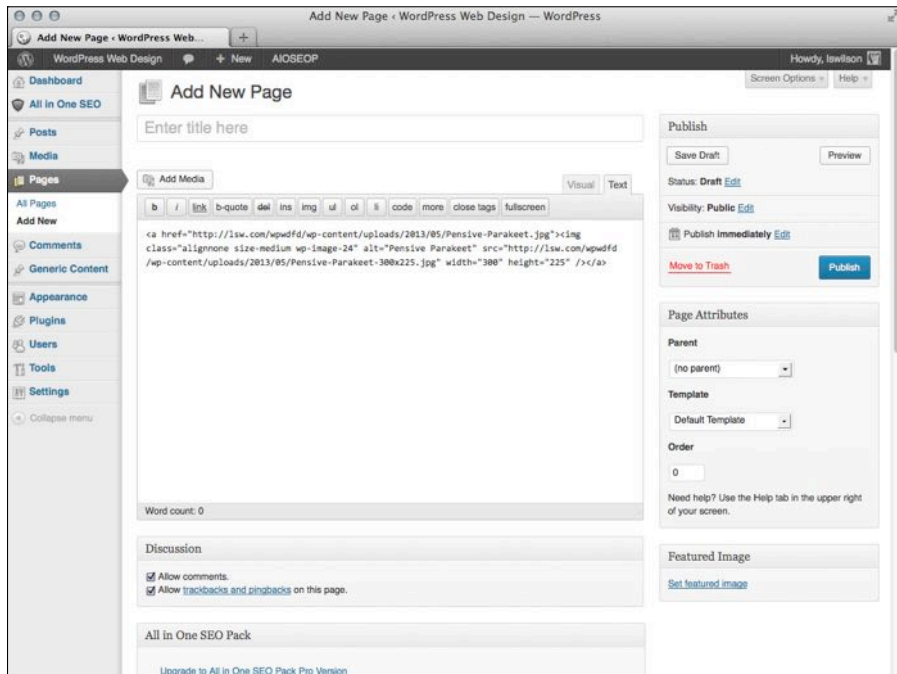 Add New Page ‹ WordPress Web Design — WordPress
Add New Page ‹ WordPress Web...
WordPress Web Design + New AIOSEOP Howdy, lswilson
Screen Options Help
Dashboard
All in One SEO
Posts
Media
Pages
All Pages
Add New
Comments
Generic Content
Appearance
Plugins
Users
Tools
Settings
Collapse menu
Add New Page
Enter title here
Add Media
Visual Text
b i link b-quote del ins img ul ol li code more close tags fullscreen
<a href="http://lsw.com/wpwdfd/wp-content/uploads/2013/05/Pensive-Parakeet.jpg"><img
class="alignnone size-medium wp-image-24" alt="Pensive Parakeet" src="http://lsw.com/wpwdfd
/wp-content/uploads/2013/05/Pensive-Parakeet-300x225.jpg" width="300" height="225" /></a>
Word count: 0
Discussion
Allow comments.
Allow trackbacks and pingbacks on this page.
All in One SEO Pack
Upgrade to All in One SEO Pack Pro Version
Publish
Save Draft Preview
Status: Draft Edit
Visibility: Public Edit
Publish immediately Edit
Move to Trash Publish
Page Attributes
Parent
(no parent)
Template
Default Template
Order
0
Need help? Use the Help tab in the upper right
of your screen.
Featured Image
Set featured image